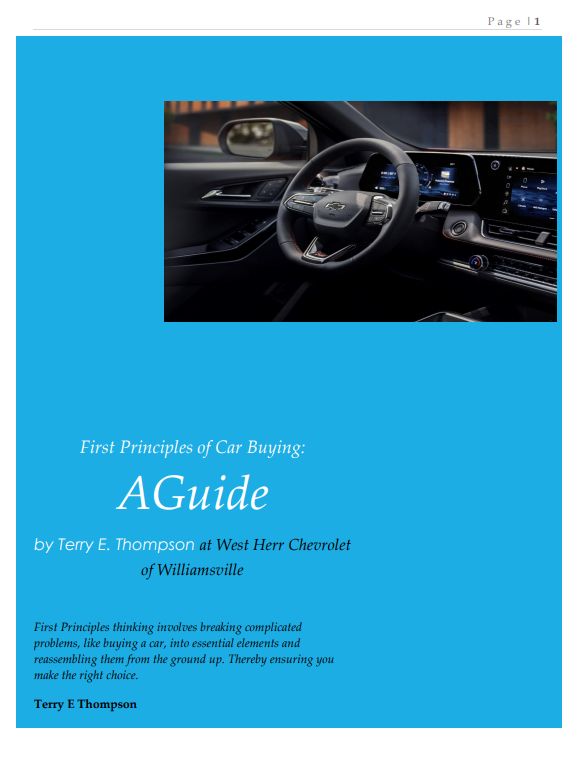 Page | 1
First Principles of Car Buying:
AGuide
by Terry E. Thompson at West Herr Chevrolet
of Williamsville
First Principles thinking involves breaking complicated
problems, like buying a car, into essential elements and
reassembling them from the ground up. Thereby ensuring you
make the right choice.
Terry E Thompson